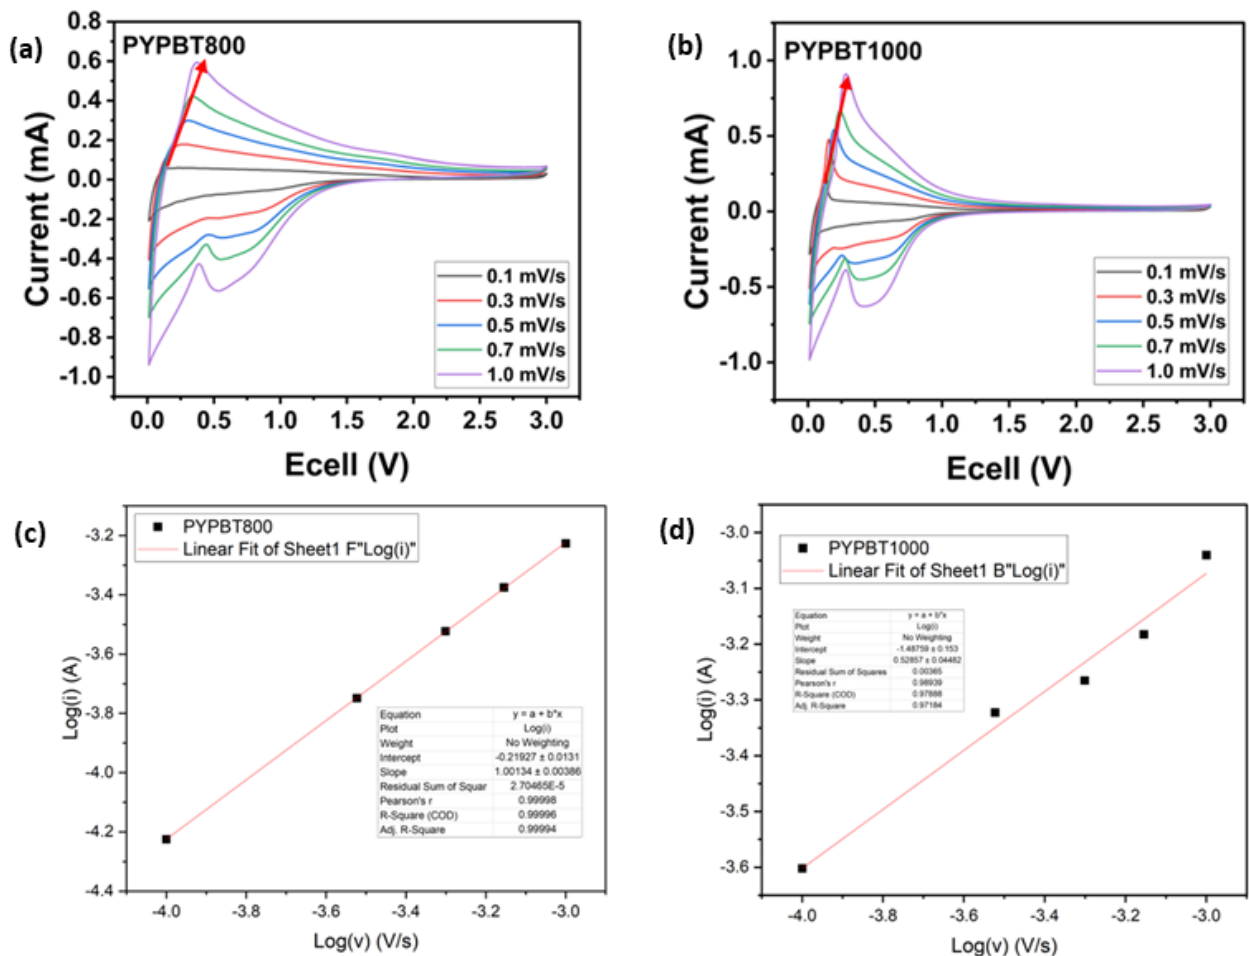 (a)
PYPBT800
0.8
0.6
0.4
0.2
0.0
-0.2
-0.4
-0.6
-0.8
-1.0
Current (mA)
0.1 mV/s
0.3 mV/s
0.5 mV/s
0.7 mV/s
1.0 mV/s
0.0 0.5 1.0 1.5 2.0 2.5 3.0
Ecell (V)
(b)
PYPBT1000
1.0
0.5
0.0
-0.5
-1.0
Current (mA)
0.1 mV/s
0.3 mV/s
0.5 mV/s
0.7 mV/s
1.0 mV/s
0.0 0.5 1.0 1.5 2.0 2.5 3.0
Ecell (V)
(c)
PYPBT800
Linear Fit of Sheet1 F"Log(i)"
-3.2
-3.4
-3.6
-3.8
-4.0
-4.2
-4.4
Log(i) (A)
Equation y = a + b*x
Plot Log(i)
Weight No Weighting
Intercept -0.21927 ± 0.0131
Slope 1.00134 ± 0.00386
Residual Sum of Squar 2.70465E-5
Pearson's r 0.99998
R-Square (COD) 0.99996
Adj. R-Square 0.99994
-4.0 -3.8 -3.6 -3.4 -3.2 -3.0
Log(v) (V/s)
(d)
PYPBT1000
Linear Fit of Sheet1 B"Log(i)"
-3.0
-3.1
-3.2
-3.3
-3.4
-3.5
-3.6
Log(i) (A)
Equation y = a + b*x
Plot Log(i)
Weight No Weighting
Intercept -1.48759 ± 0.153
Slope 0.52857 ± 0.04482
Residual Sum of Squares 0.00365
Pearson's r 0.98939
R-Square (COD) 0.97888
Adj. R-Square 0.97184
-4.0 -3.8 -3.6 -3.4 -3.2 -3.0
Log(v) (V/s)